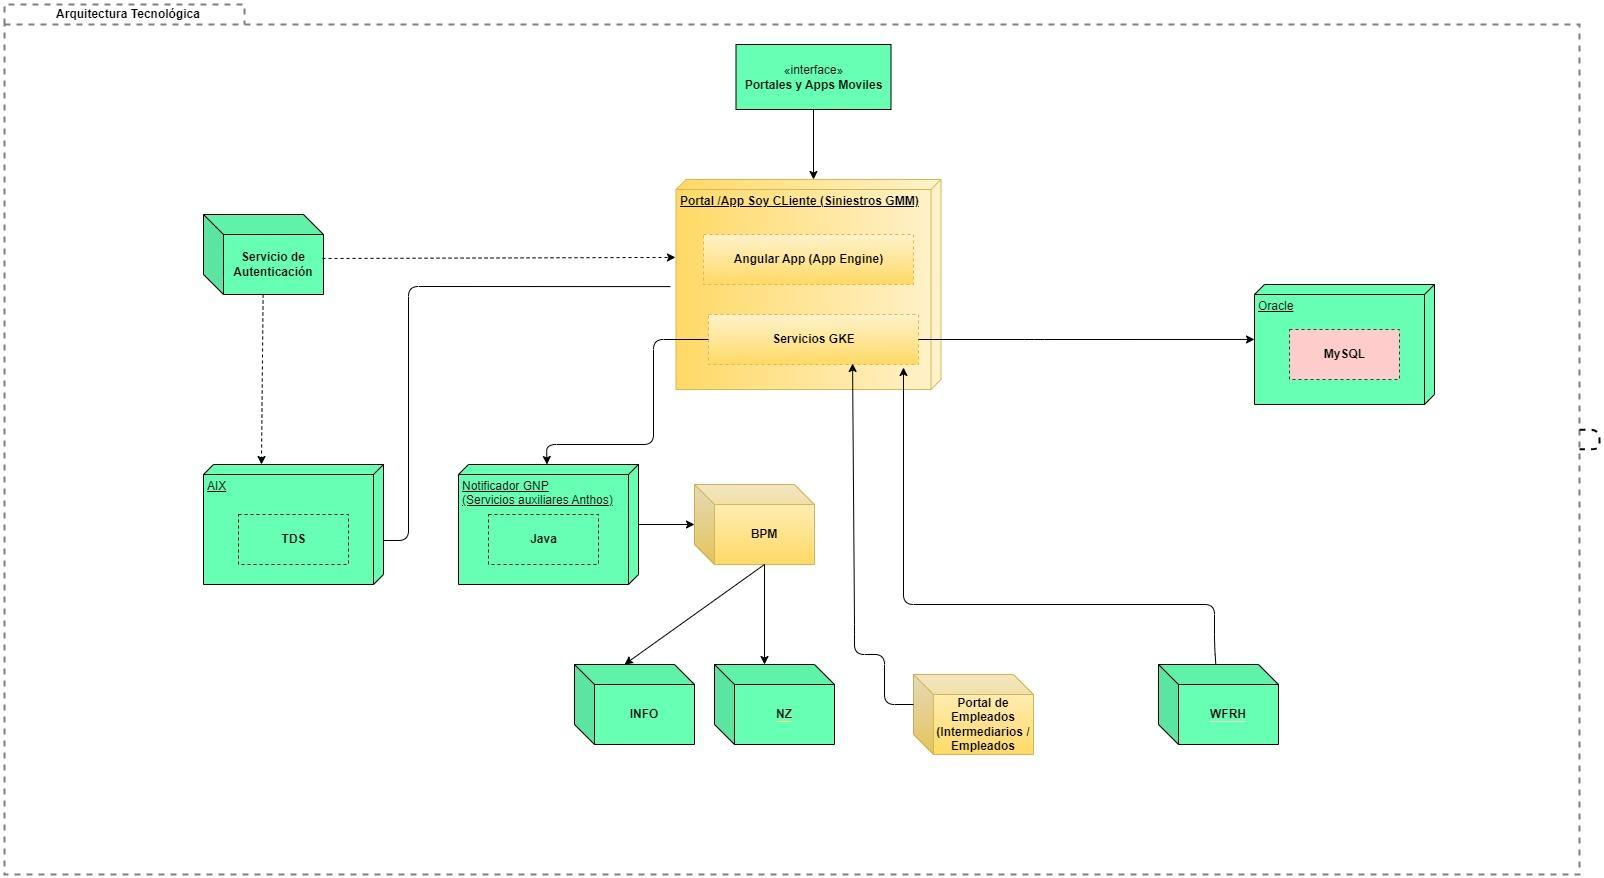 Arquitectura Tecnológica
«interface»
Portales y Apps Moviles
Portal /App Soy CLiente (Siniestros GMM)
Angular App (App Engine)
Servicios GKE
Servicio de
Autenticación
Oracle
MySQL
AIX
TDS
Notificador GNP
(Servicios auxiliares Anthos)
Java
BPM
INFO
NZ
Portal de
Empleados
(Intermediarios /
Empleados
WFRH